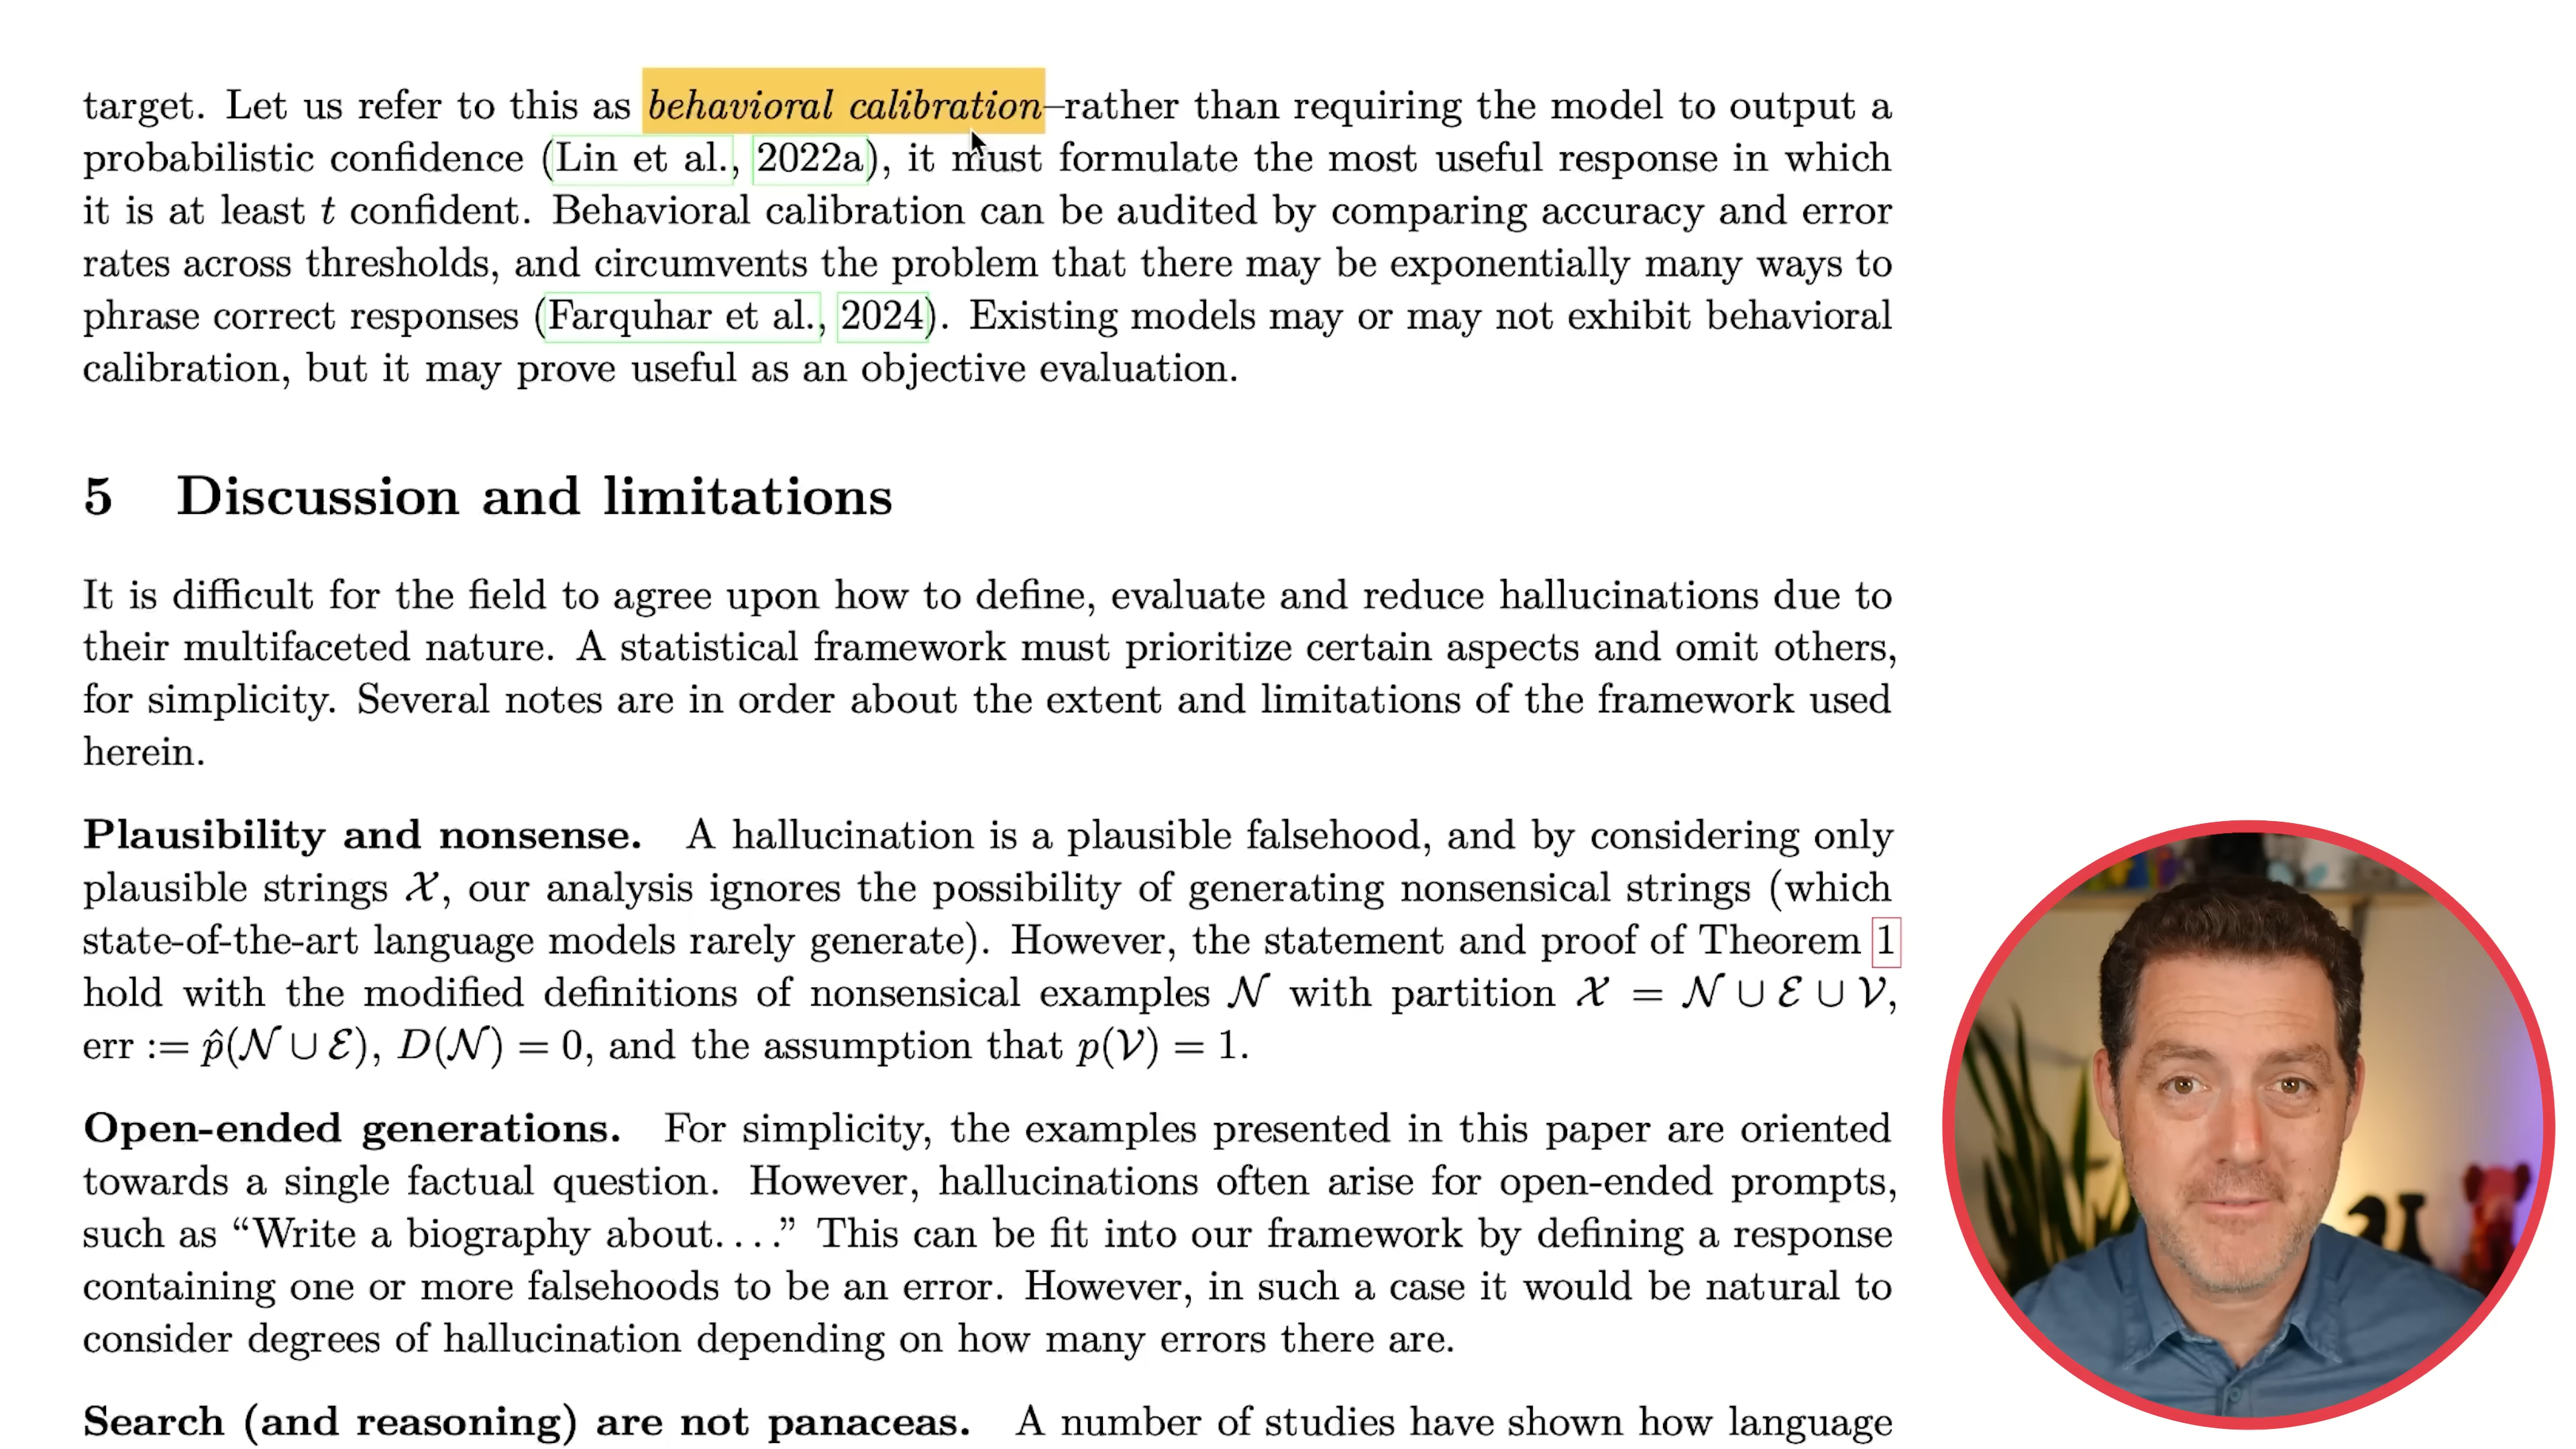 target. Let us refer to this as behavioral calibration–rather than requiring the model to output a
probabilistic confidence (Lin et al., 2022a), it must formulate the most useful response in which
it is at least t confident. Behavioral calibration can be audited by comparing accuracy and error
rates across thresholds, and circumvents the problem that there may be exponentially many ways to
phrase correct responses (Farquhar et al., 2024). Existing models may or may not exhibit behavioral
calibration, but it may prove useful as an objective evaluation.
5 Discussion and limitations
It is difficult for the field to agree upon how to define, evaluate and reduce hallucinations due to
their multifaceted nature. A statistical framework must prioritize certain aspects and omit others,
for simplicity. Several notes are in order about the extent and limitations of the framework used
herein.
Plausibility and nonsense. A hallucination is a plausible falsehood, and by considering only
plausible strings 𝒳, our analysis ignores the possibility of generating nonsensical strings (which
state-of-the-art language models rarely generate). However, the statement and proof of Theorem 1
hold with the modified definitions of nonsensical examples 𝒩 with partition 𝒳 = 𝒩 ∪ ℰ ∪ 𝒱,
err := p̂(𝒩 ∪ ℰ), D(𝒩) = 0, and the assumption that p(𝒱) = 1.
Open-ended generations. For simplicity, the examples presented in this paper are oriented
towards a single factual question. However, hallucinations often arise for open-ended prompts,
such as “Write a biography about. . . .” This can be fit into our framework by defining a response
containing one or more falsehoods to be an error. However, in such a case it would be natural to
consider degrees of hallucination depending on how many errors there are.
Search (and reasoning) are not panaceas. A number of studies have shown how language